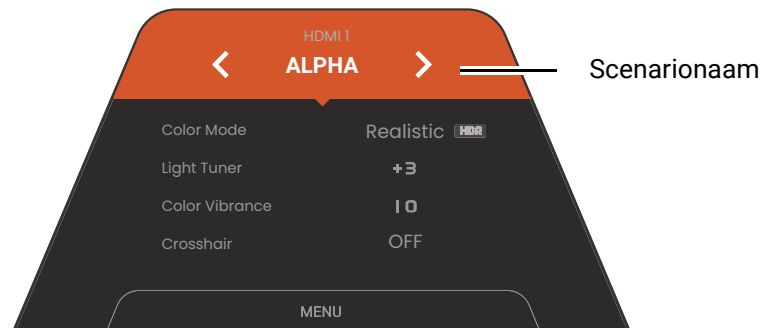 HDMI 1
ALPHA
Scenarionaam
Color Mode Realistic HDR
Light Tuner +3
Color Vibrance 10
Crosshair OFF
MENU